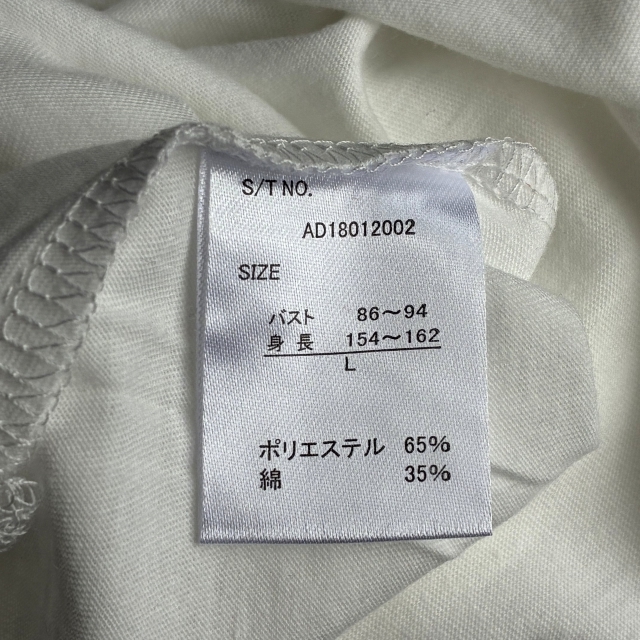 S/T NO.
AD18012002
SIZE
バスト 86～94
身長 154～162
L
ポリエステル 65%
綿 35%